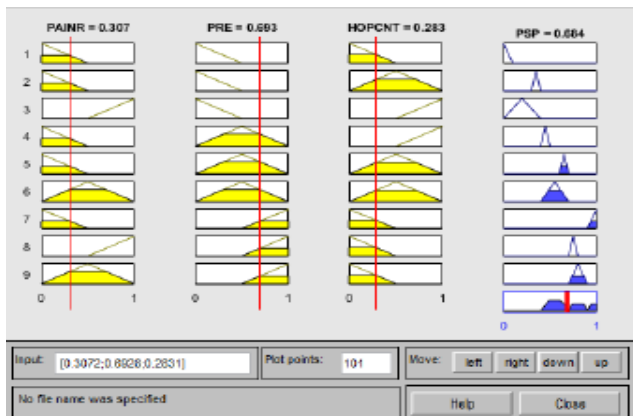 PAINR = 0.307 PRE = 0.693 HOPCNT = 0.283 PSP = 0.684
1
2
3
4
5
6
7
8
9
0 1 0 1 0 1
0 1
Input: [0.3072;0.6928;0.2831] Plot points: 101 Move: left right down up
No file name was specified Help Close